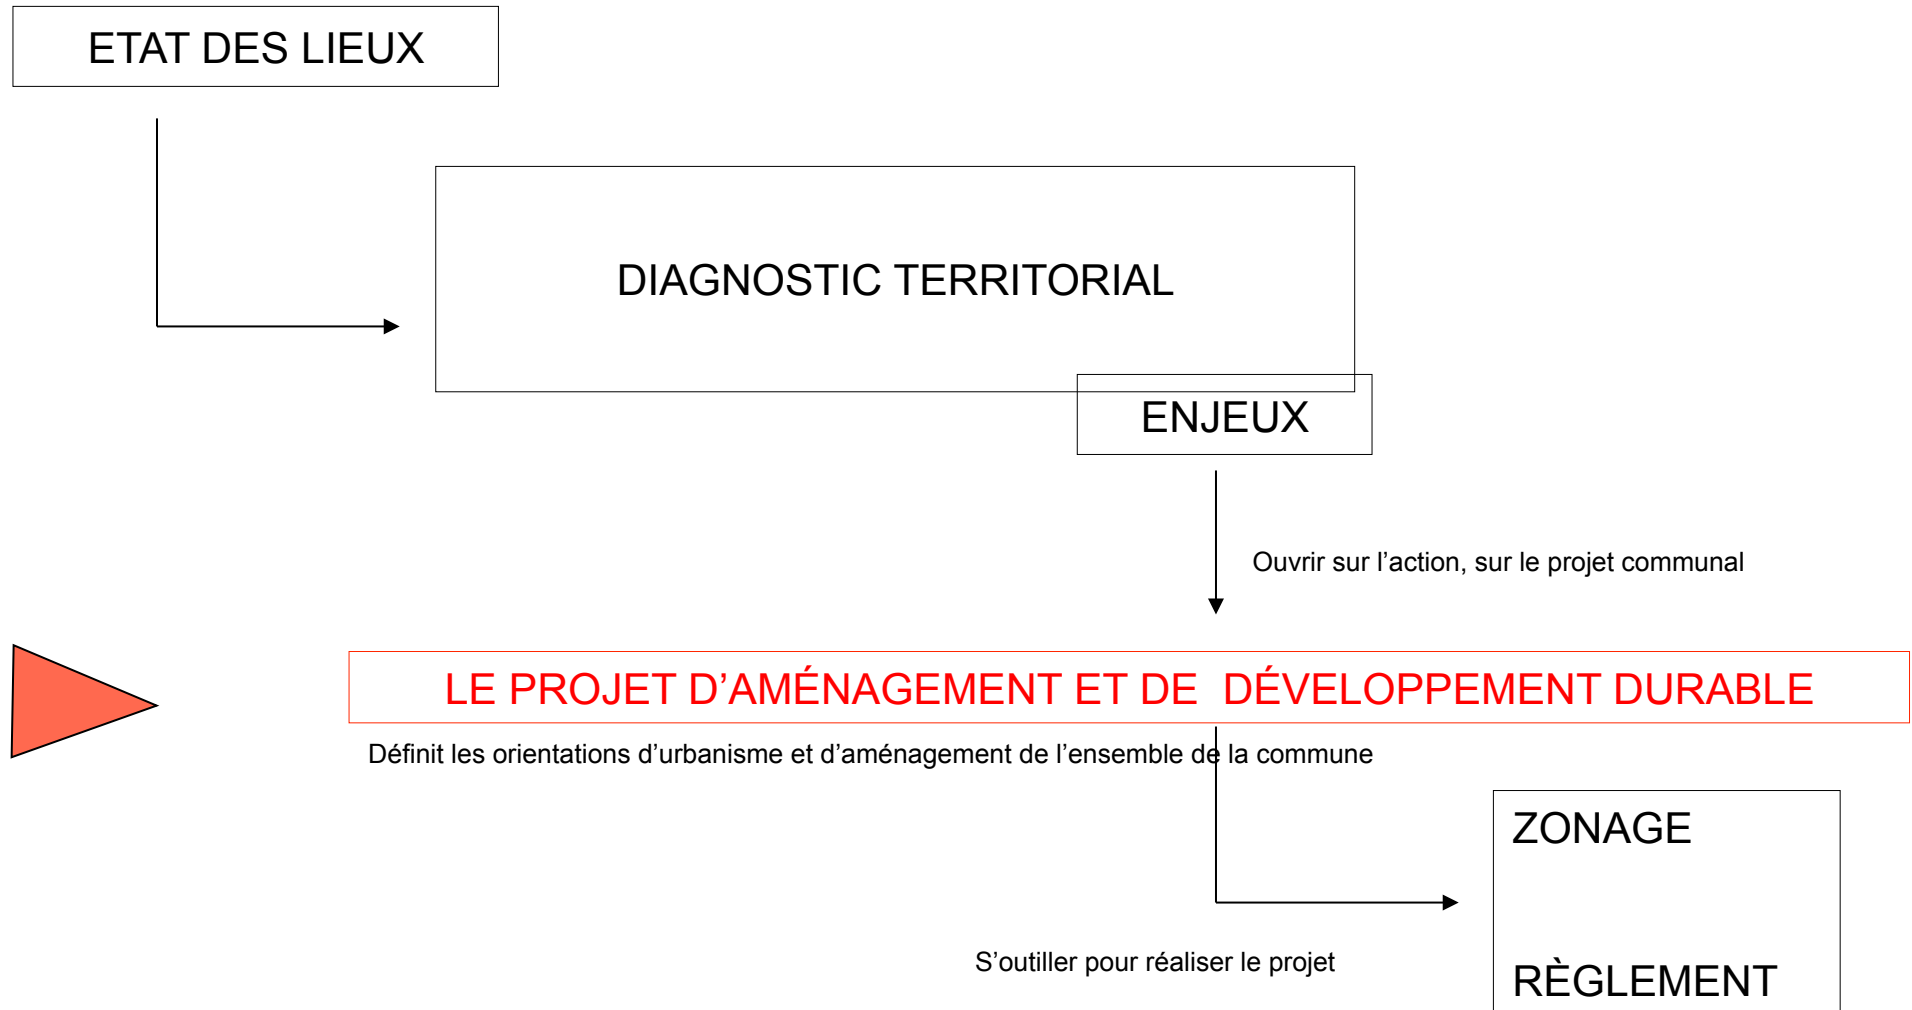 ETAT DES LIEUX
DIAGNOSTIC TERRITORIAL
ENJEUX
Ouvrir sur l’action, sur le projet communal
LE PROJET D’AMÉNAGEMENT ET DE DÉVELOPPEMENT DURABLE
Définit les orientations d’urbanisme et d’aménagement de l’ensemble de la commune
ZONAGE
S’outiller pour réaliser le projet
RÈGLEMENT